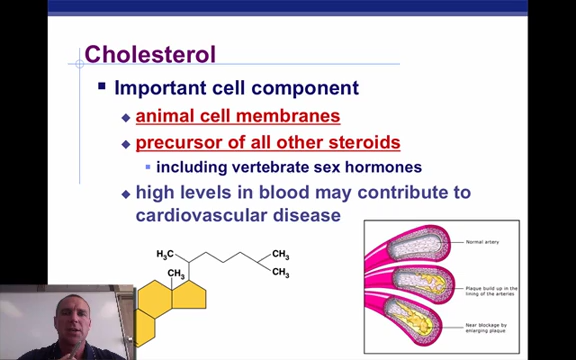 Cholesterol
Important cell component
animal cell membranes
precursor of all other steroids
including vertebrate sex hormones
high levels in blood may contribute to
cardiovascular disease
H₃C
CH₃
CH₃
CH₃
Normal artery
Plaque build up in the
lining of the arteries
Near blockage by
enlarging plaque